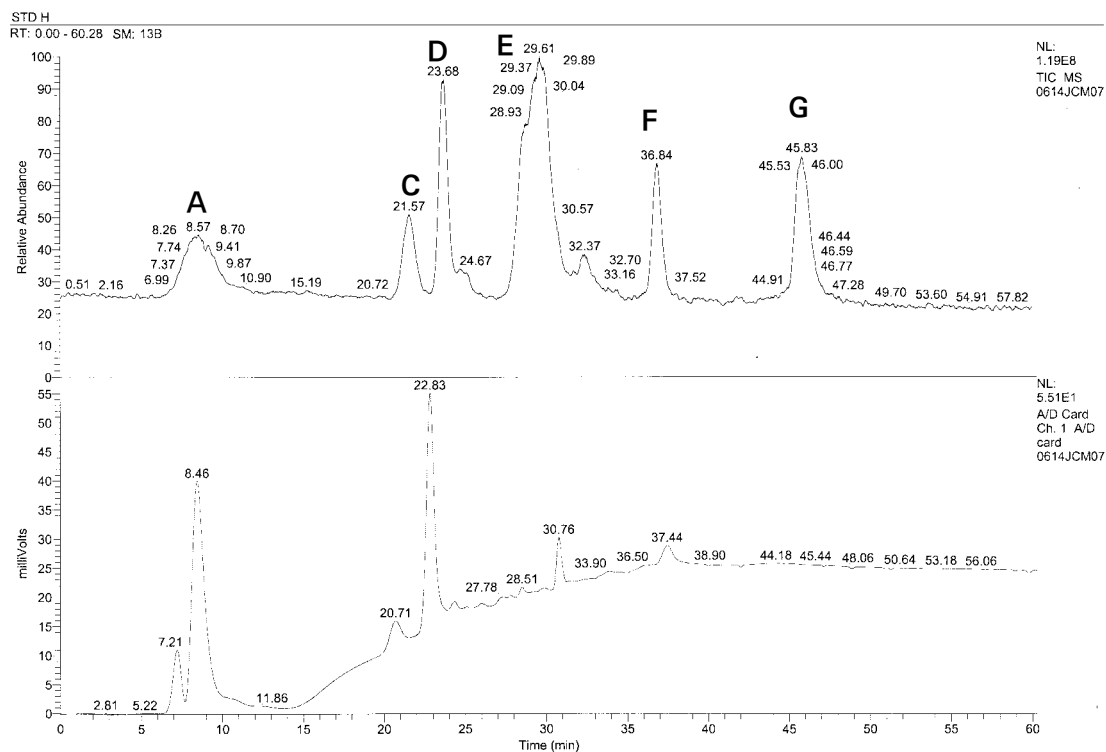 STD H
RT: 0.00 - 60.28 SM: 13B
NL:
1.19E8
TIC MS
0614JCM07
Relative Abundance
100
90
80
70
60
50
40
30
20
10
0
A
C
D
E
F
G
8.26 8.57 8.70
7.74 9.41
7.37 9.87
6.99 10.90
0.51 2.16
15.19
20.72
21.57
23.68
24.67
29.61
29.37 29.89
29.09 30.04
28.93
30.57
32.37
32.70
33.16
36.84
37.52
44.91
45.83
45.53 46.00
46.44
46.59
46.77
47.28
49.70 53.60 54.91 57.82
NL:
5.51E1
A/D Card
Ch. 1 A/D
card
0614JCM07
milliVolts
55
50
45
40
35
30
25
20
15
10
5
0
2.81 5.22
7.21
8.46
11.86
20.71
22.83
27.78
28.51
30.76
33.90
36.50
37.44
38.90 44.18 45.44 48.06 50.64 53.18 56.06
0 5 10 15 20 25 30 35 40 45 50 55 60
Time (min)